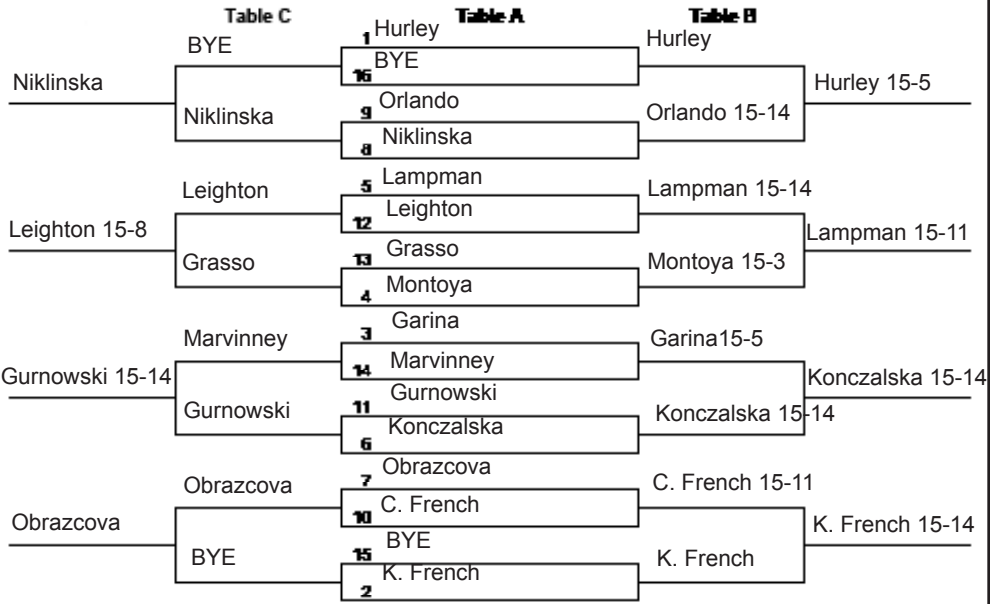 Table C Table A Table B
BYE
Niklinska
Niklinska
Leighton
Leighton 15-8
Grasso
Marvinney
Gurnowski 15-14
Gurnowski
Obrazcova
Obrazcova
BYE
1 Hurley
16 BYE
9 Orlando
8 Niklinska
5 Lampman
12 Leighton
13 Grasso
4 Montoya
3 Garina
14 Marvinney
11 Gurnowski
6 Konczalska
7 Obrazcova
10 C. French
15 BYE
2 K. French
Hurley
Hurley 15-5
Orlando 15-14
Lampman 15-14
Lampman 15-11
Montoya 15-3
Garina15-5
Konczalska 15-14
Konczalska 15-14
C. French 15-11
K. French 15-14
K. French